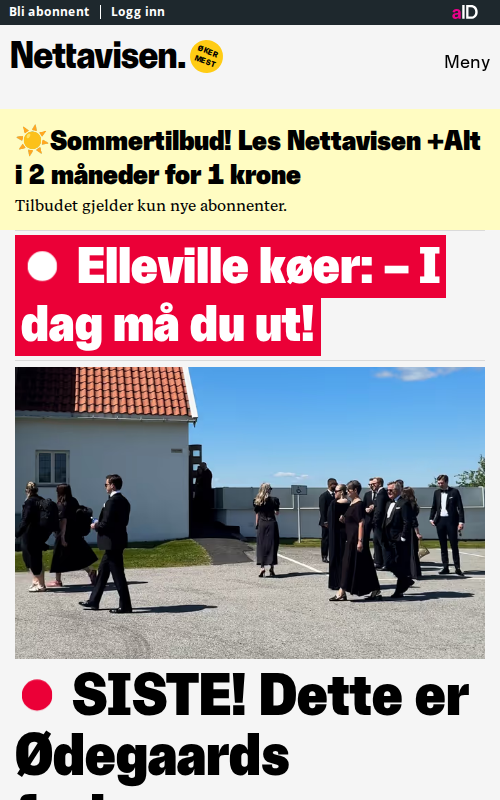 Bli abonnent | Logg inn
aID
Nettavisen.
ØKER
MEST
Meny
☀️Sommertilbud! Les Nettavisen +Alt
i 2 måneder for 1 krone
Tilbudet gjelder kun nye abonnenter.
Elleville køer: – I
dag må du ut!
SISTE! Dette er
Ødegaards